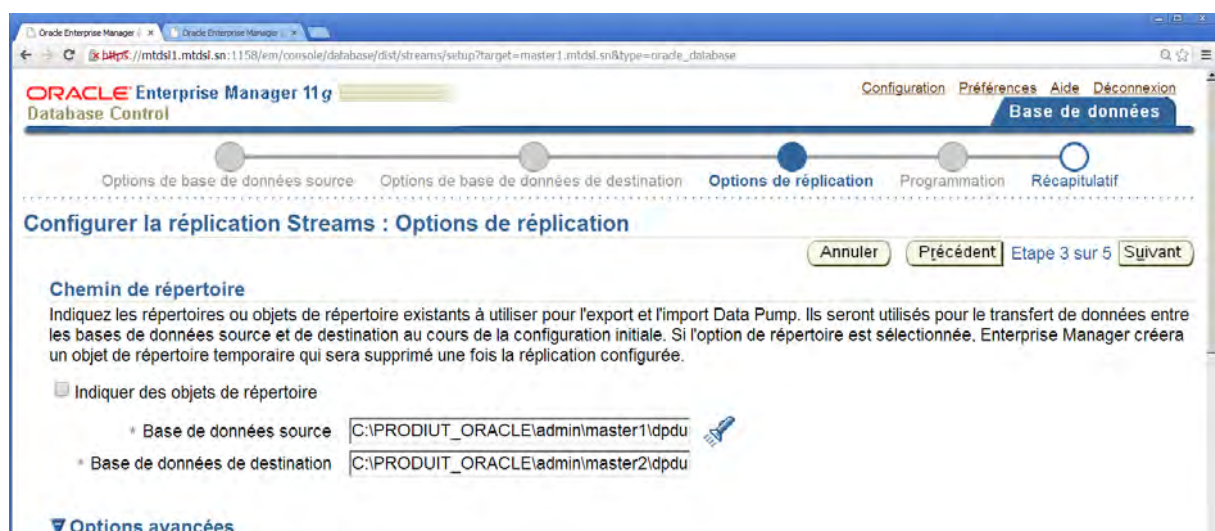 Oracle Enterprise Manager
Oracle Enterprise Manager
https://mtdsl1.mtdsl.sn:1158/em/console/database/dist/streams/setup?target=master1.mtdsl.sn&type=oracle_database
ORACLE Enterprise Manager 11g
Database Control
Configuration Préférences Aide Déconnexion
Base de données
Options de base de données source Options de base de données de destination Options de réplication Programmation Récapitulatif
Configurer la réplication Streams : Options de réplication
Annuler Précédent Etape 3 sur 5 Suivant
Chemin de répertoire
Indiquez les répertoires ou objets de répertoire existants à utiliser pour l'export et l'import Data Pump. Ils seront utilisés pour le transfert de données entre
les bases de données source et de destination au cours de la configuration initiale. Si l'option de répertoire est sélectionnée, Enterprise Manager créera
un objet de répertoire temporaire qui sera supprimé une fois la réplication configurée.
Indiquer des objets de répertoire
* Base de données source C:\PRODIUT_ORACLE\admin\master1\dpdu
* Base de données de destination C:\PRODUIT_ORACLE\admin\master2\dpdu
Options avancées